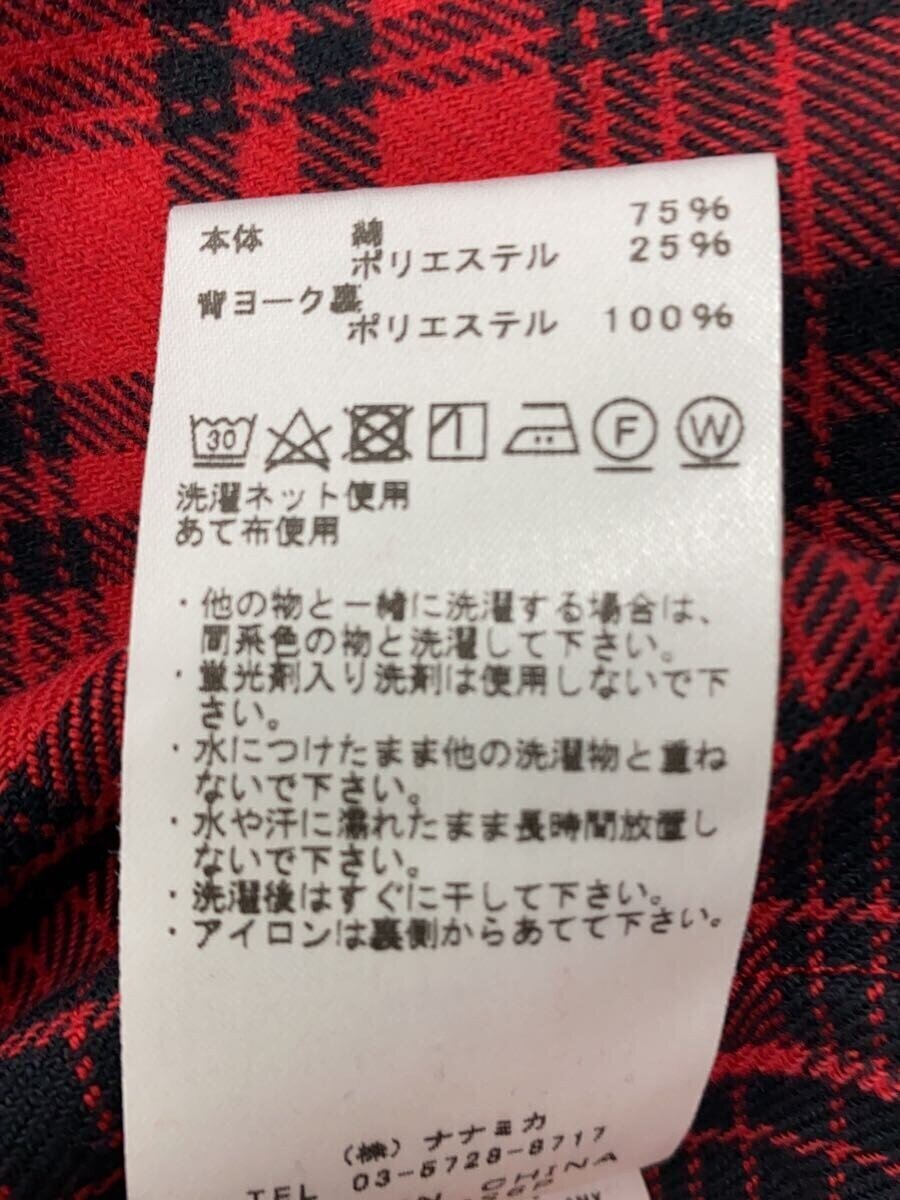 本体 綿 75%
ポリエステル 25%
背ヨーク裏
ポリエステル 100%
30 F W
洗濯ネット使用
あて布使用
・他の物と一緒に洗濯する場合は、
同系色の物と洗濯して下さい。
・蛍光剤入り洗剤は使用しないで下
さい。
・水につけたまま他の洗濯物と重ね
ないで下さい。
・水や汗に濡れたまま長時間放置し
ないで下さい。
・洗濯後はすぐに干して下さい。
・アイロンは裏側からあてて下さい。
(株) ナナミカ
TEL 03-5728-8717
IN CHINA